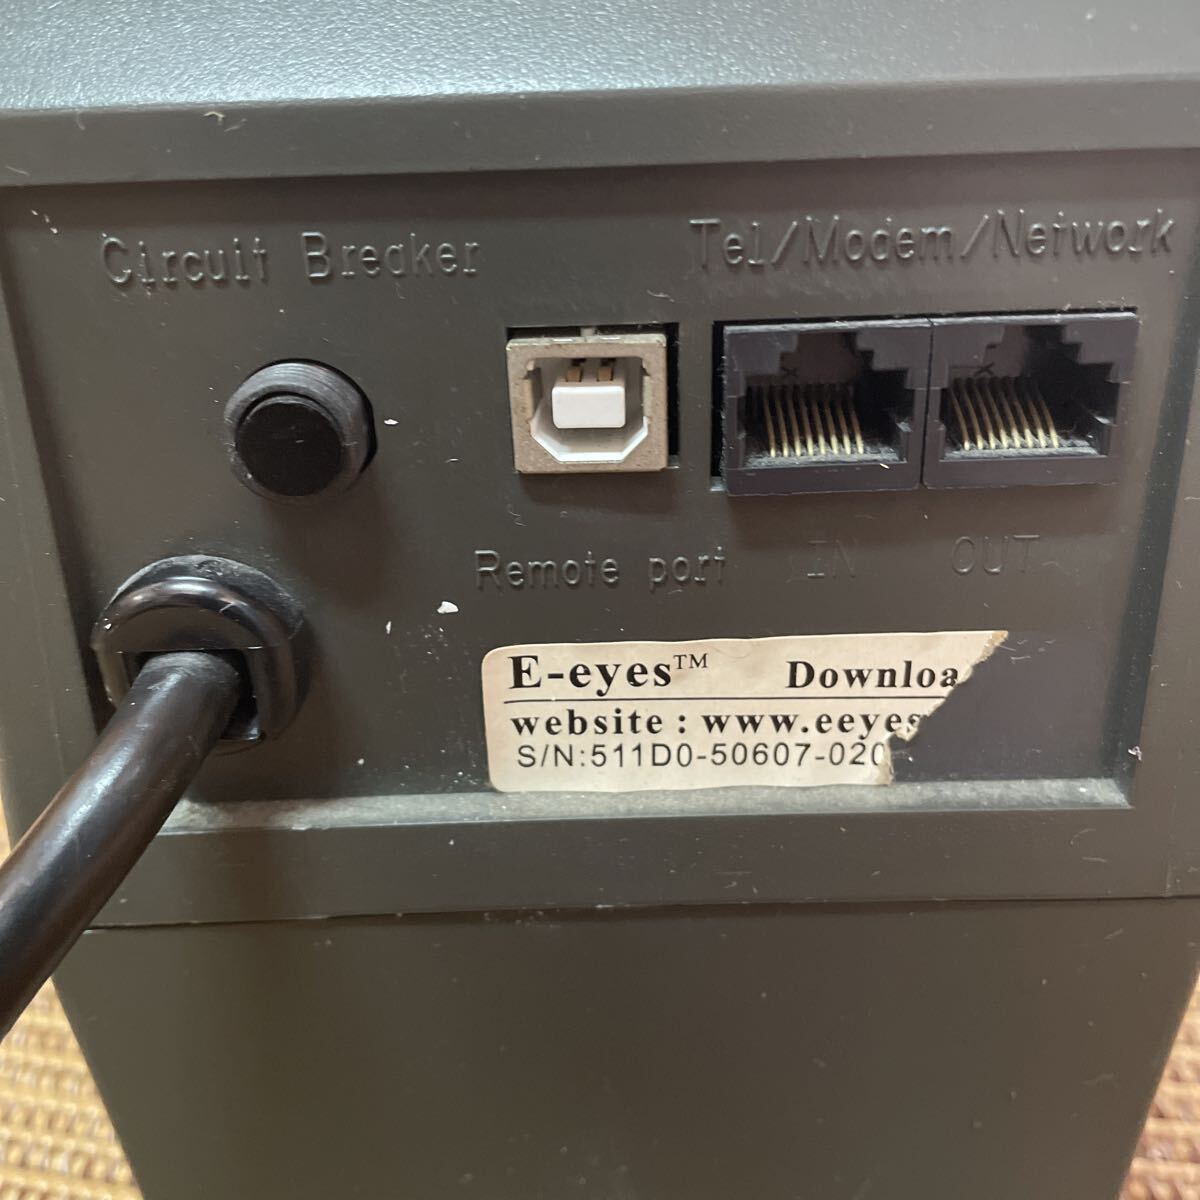 Circuit Breaker
Tel/Modem/Network
Remote port
IN
OUT
E-eyes™ Downloa
website : www.eeyes
S/N:511D0-50607-020